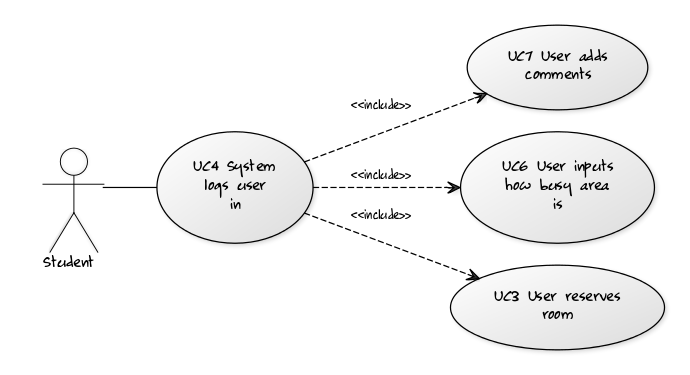 UC7 User adds
comments
<<include>>
UC4 System
logs user
in
<<include>>
UC6 User inputs
how busy area
is
<<include>>
Student
UC3 User reserves
room